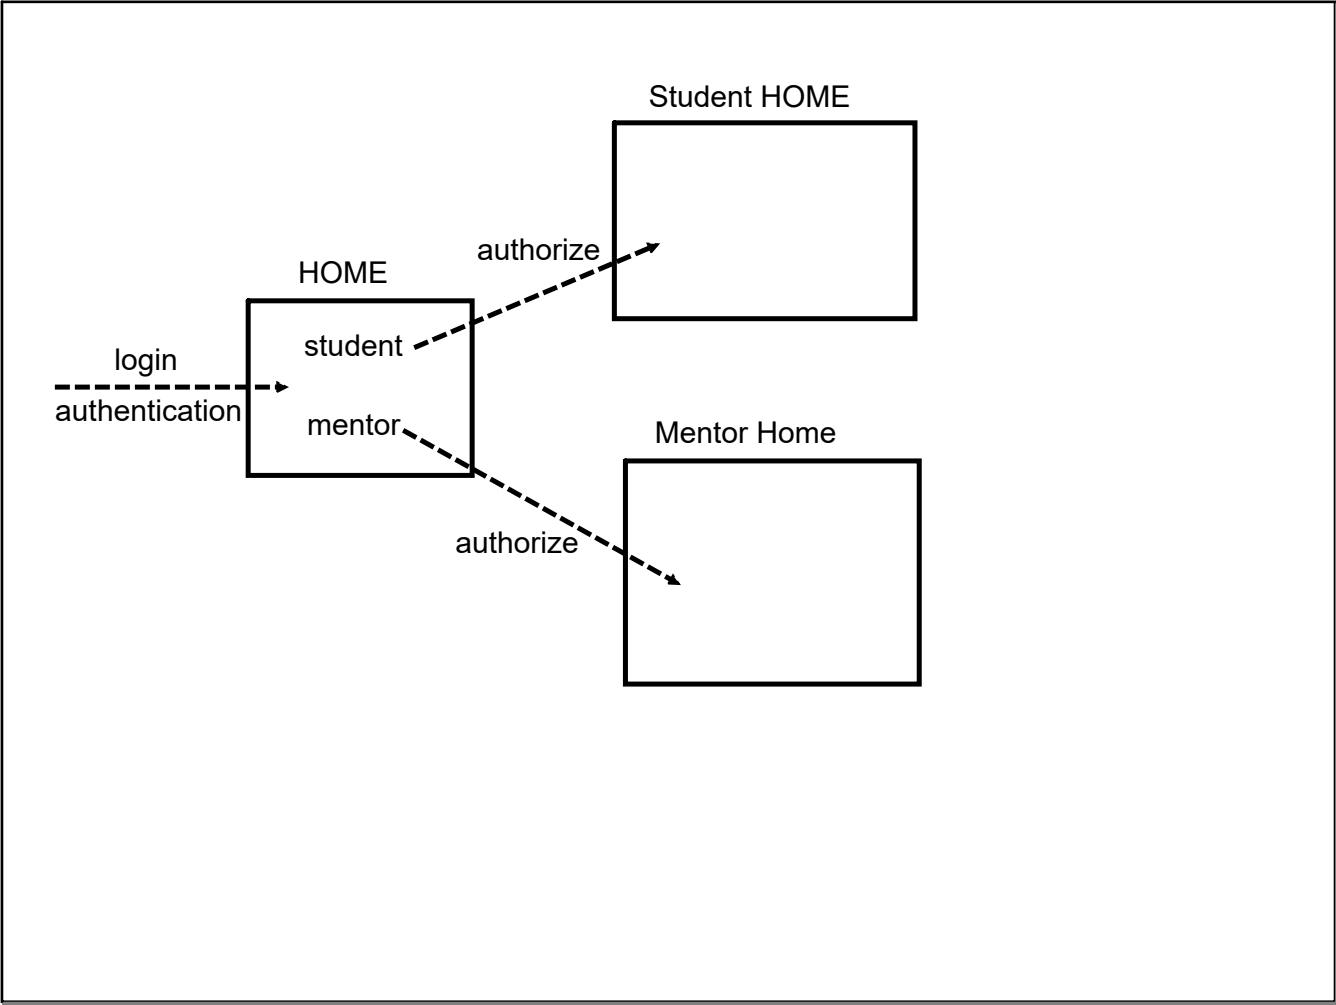 Student HOME
authorize
HOME
student
login
authentication
mentor
Mentor Home
authorize